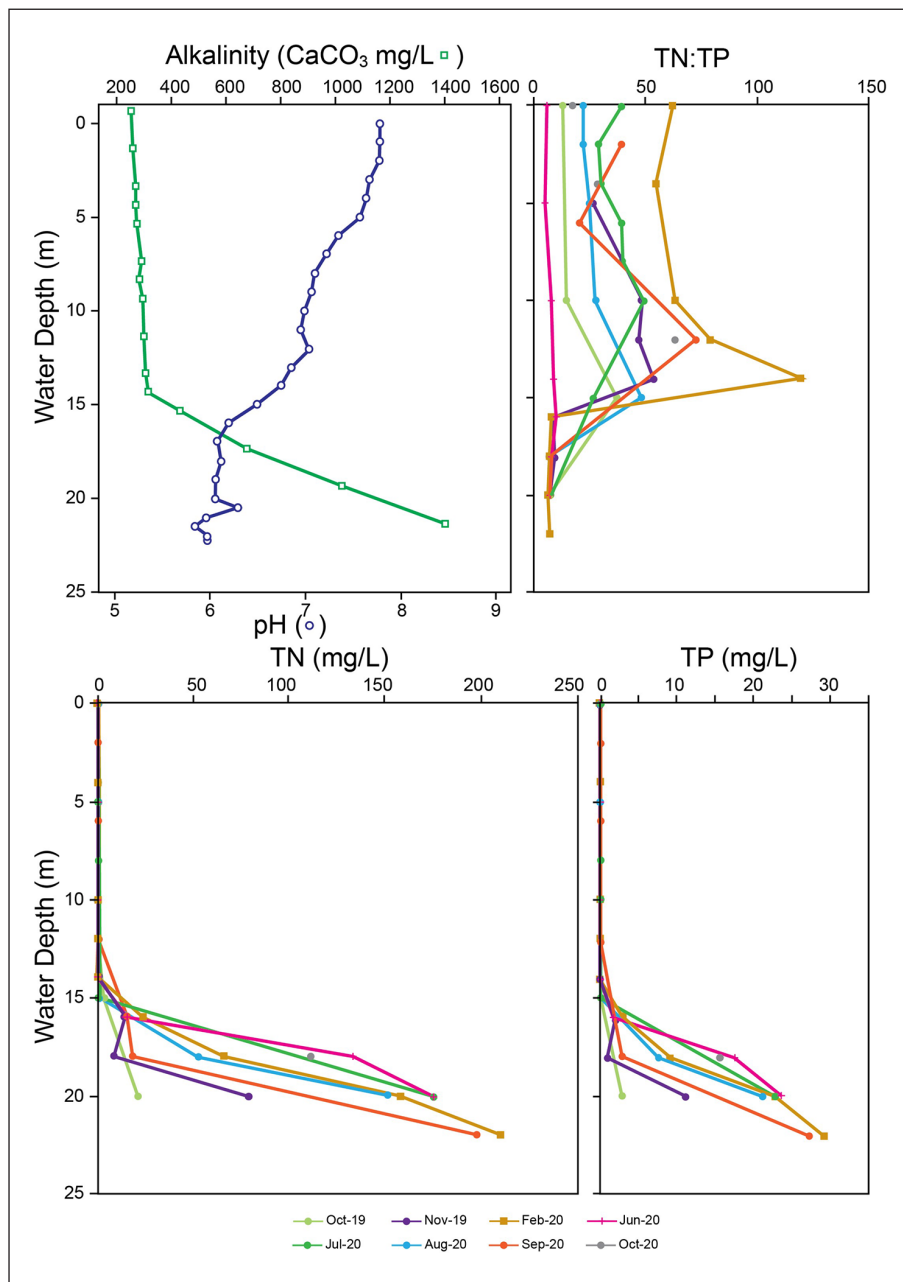 Alkalinity (CaCO₃ mg/L )
200 400 600 800 1000 1200 1400 1600
TN:TP
0 50 100 150
Water Depth (m)
0
5
10
15
20
25
5 6 7 8 9
pH ( )
TN (mg/L)
0 50 100 150 200 250
TP (mg/L)
0 10 20 30
Water Depth (m)
0
5
10
15
20
25
Oct-19 Nov-19 Feb-20 Jun-20
Jul-20 Aug-20 Sep-20 Oct-20